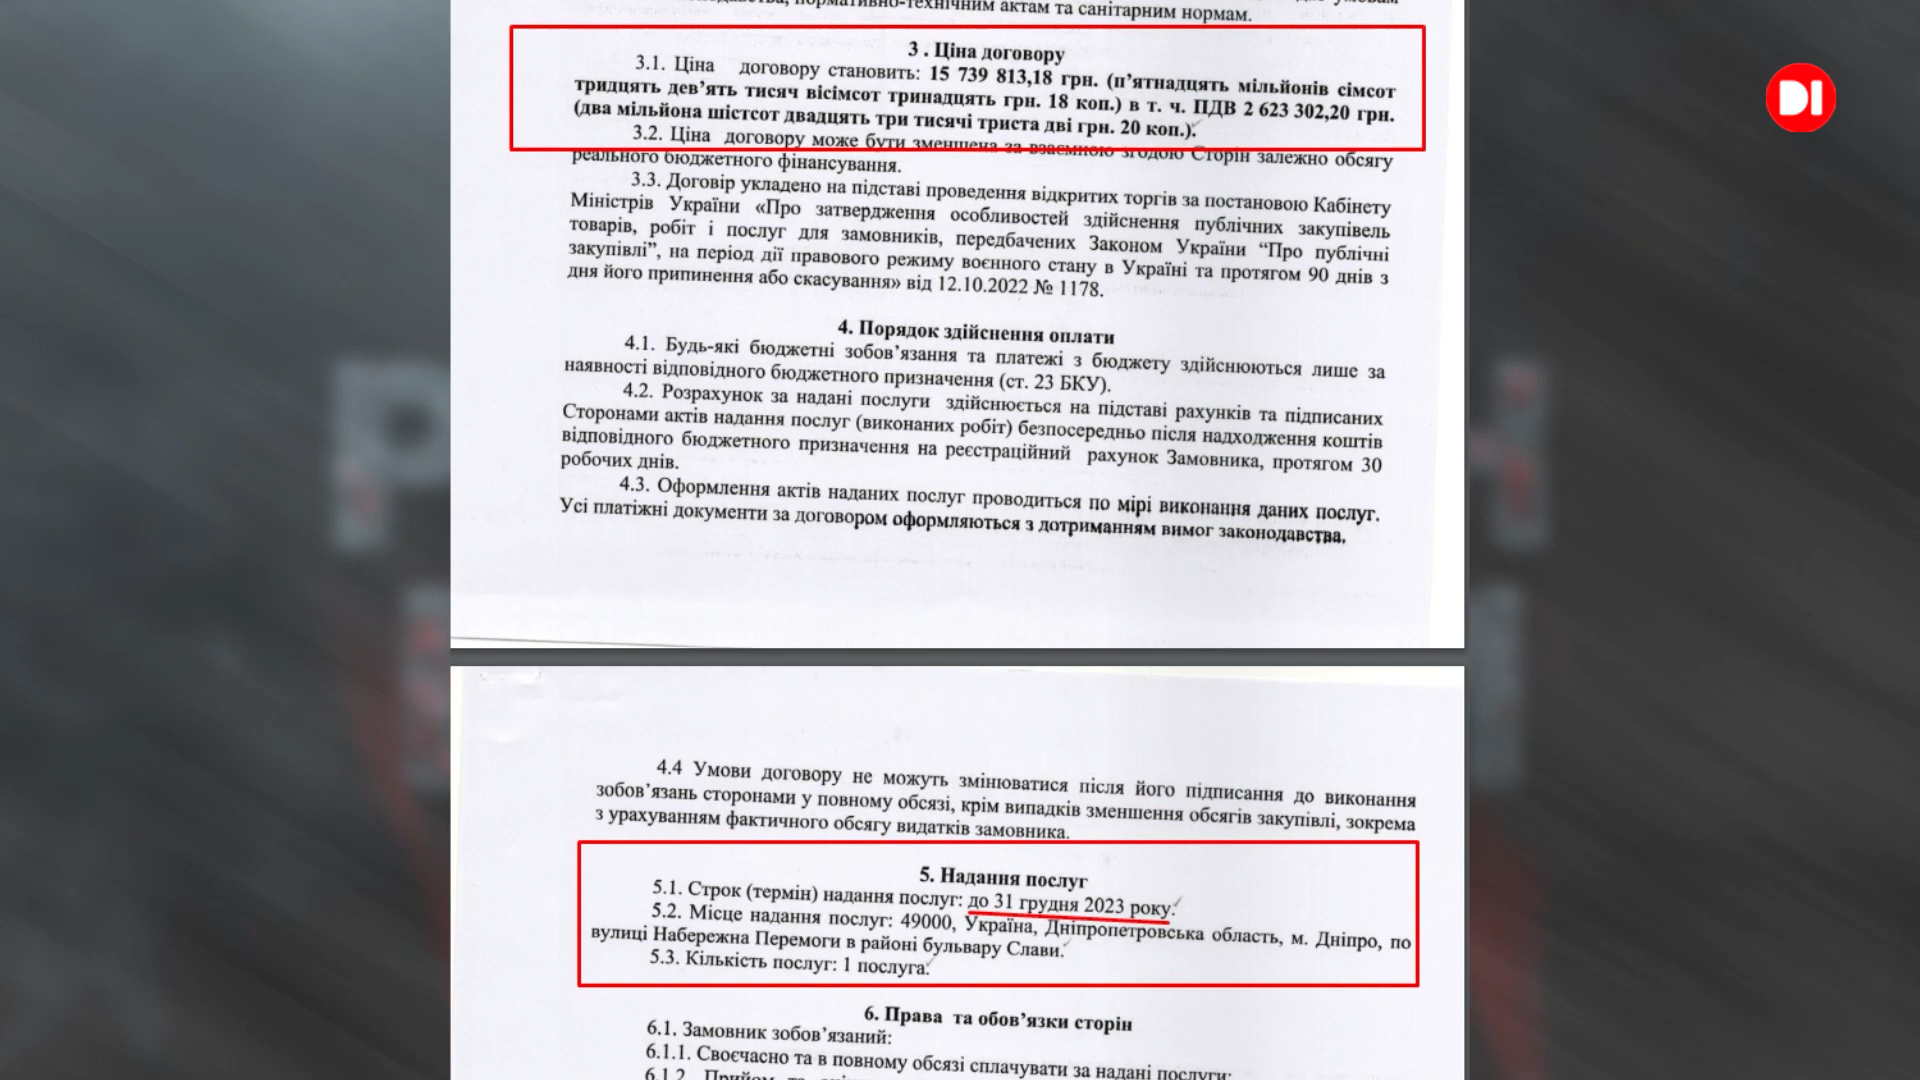 нормативно-технічним актам та санітарним нормам.
3 . Ціна договору
3.1. Ціна договору становить: 15 739 813,18 грн. (п’ятнадцять мільйонів сімсот
тридцять дев’ять тисяч вісімсот тринадцять грн. 18 коп.) в т. ч. ПДВ 2 623 302,20 грн.
(два мільйона шістсот двадцять три тисячі триста дві грн. 20 коп.).
3.2. Ціна договору може бути зменшена за взаємною згодою Сторін залежно обсягу
реального бюджетного фінансування.
3.3. Договір укладено на підставі проведення відкритих торгів за постановою Кабінету
Міністрів України «Про затвердження особливостей здійснення публічних закупівель
товарів, робіт і послуг для замовників, передбачених Законом України “Про публічні
закупівлі”, на період дії правового режиму воєнного стану в Україні та протягом 90 днів з
дня його припинення або скасування» від 12.10.2022 № 1178.
4. Порядок здійснення оплати
4.1. Будь-які бюджетні зобов’язання та платежі з бюджету здійснюються лише за
наявності відповідного бюджетного призначення (ст. 23 БКУ).
4.2. Розрахунок за надані послуги здійснюється на підставі рахунків та підписаних
Сторонами актів надання послуг (виконаних робіт) безпосередньо після надходження коштів
відповідного бюджетного призначення на реєстраційний рахунок Замовника, протягом 30
робочих днів.
4.3. Оформлення актів наданих послуг проводиться по мірі виконання даних послуг.
Усі платіжні документи за договором оформляються з дотриманням вимог законодавства.
4.4 Умови договору не можуть змінюватися після його підписання до виконання
зобов’язань сторонами у повному обсязі, крім випадків зменшення обсягів закупівлі, зокрема
з урахуванням фактичного обсягу видатків замовника.
5. Надання послуг
5.1. Строк (термін) надання послуг: до 31 грудня 2023 року.
5.2. Місце надання послуг: 49000, Україна, Дніпропетровська область, м. Дніпро, по
вулиці Набережна Перемоги в районі бульвару Слави.
5.3. Кількість послуг: 1 послуга.
6. Права та обов’язки сторін
6.1. Замовник зобов’язаний:
6.1.1. Своєчасно та в повному обсязі сплачувати за надані послуги;
6.1.2.
DI